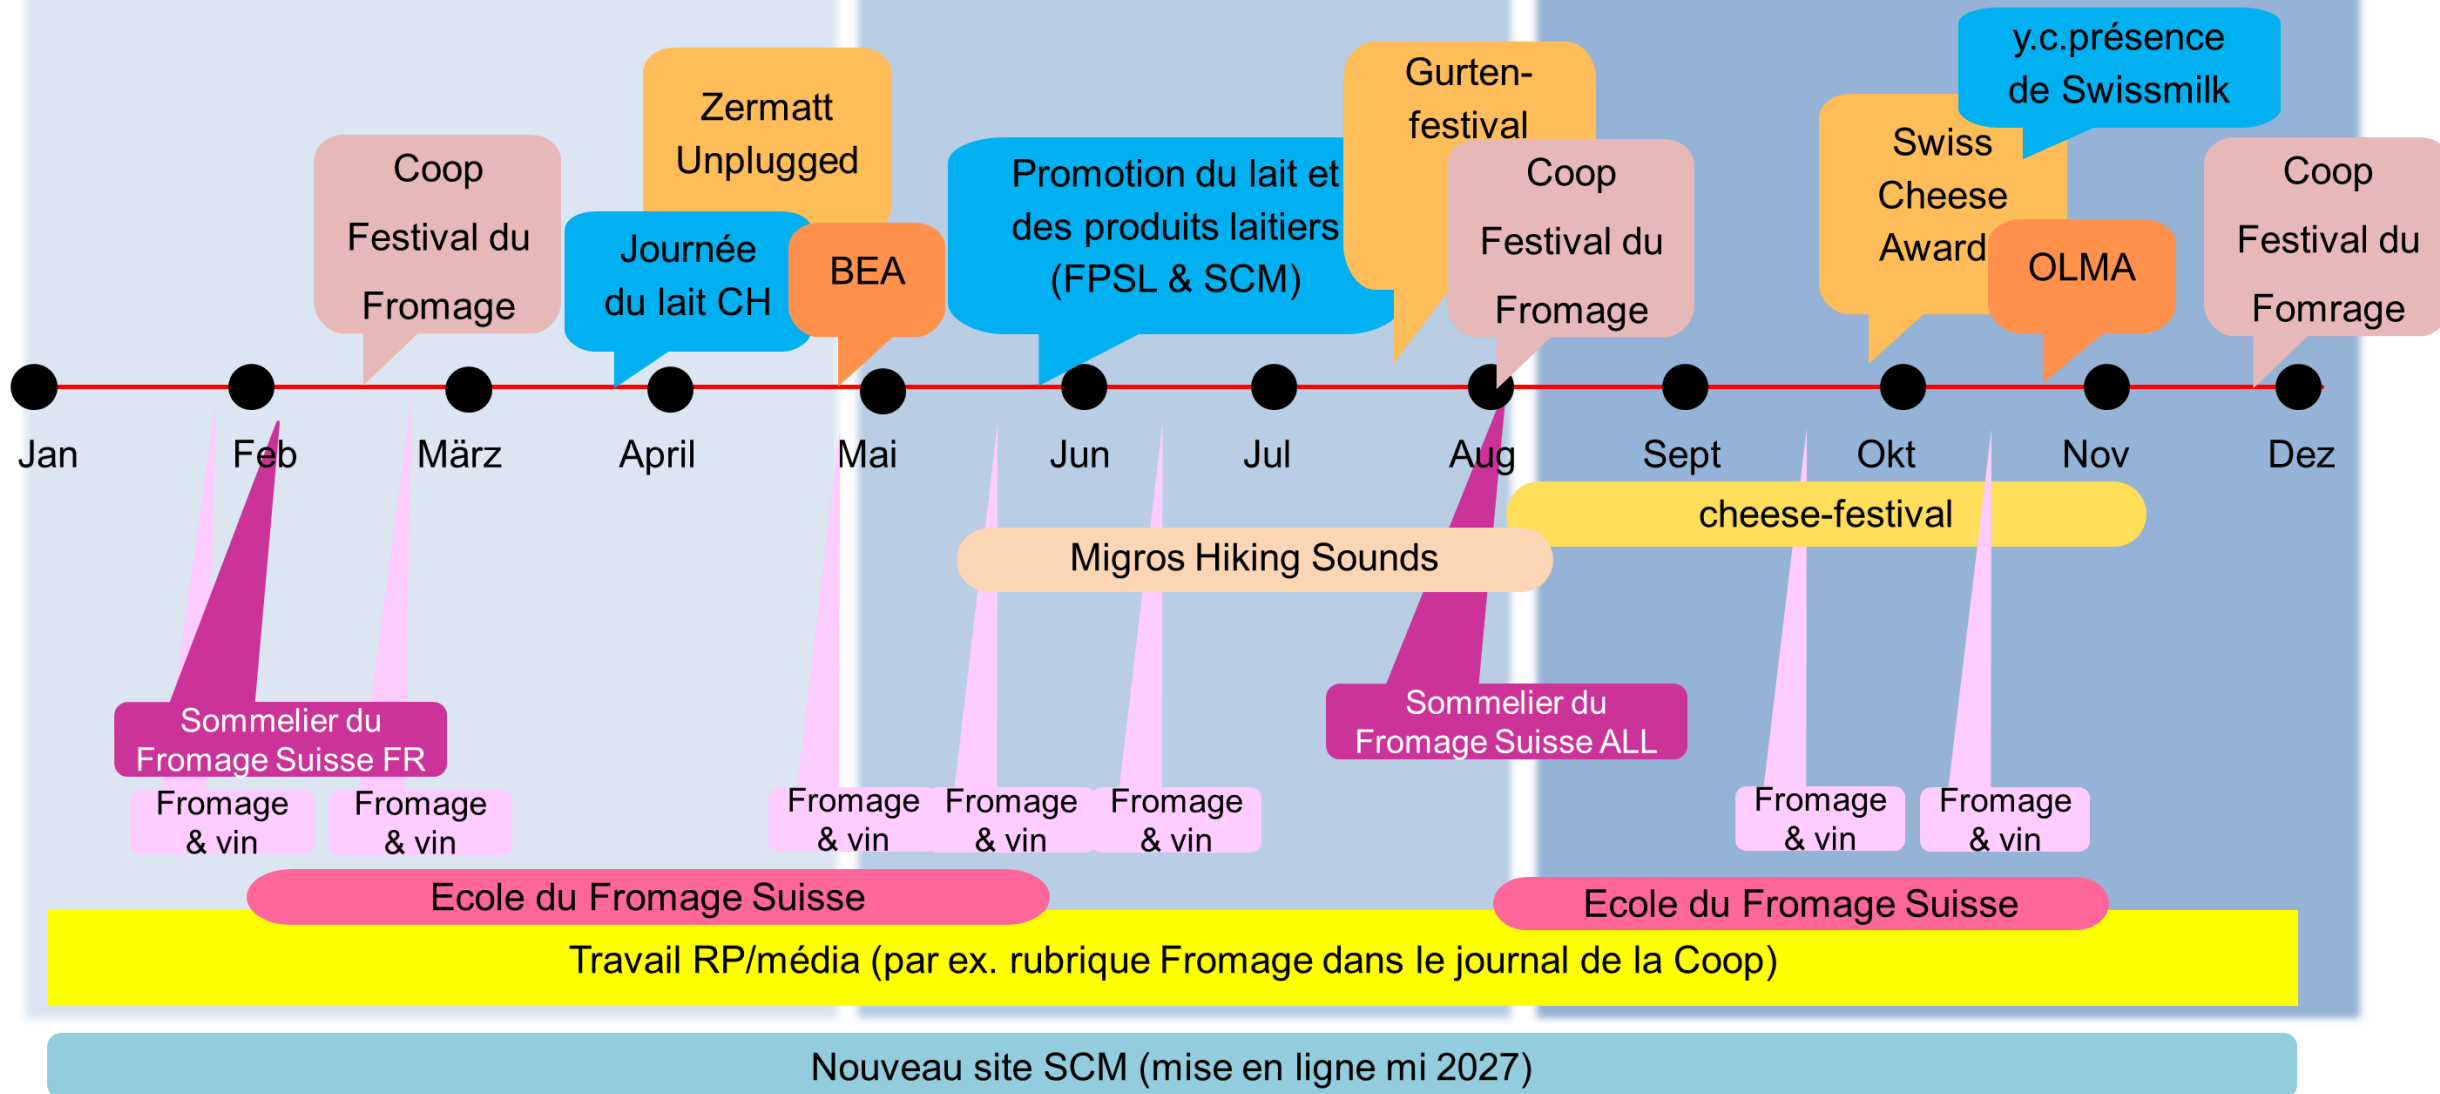 y.c.présence
de Swissmilk
Gurten-
festival
Zermatt
Unplugged
Swiss
Cheese
Award
Coop
Festival du
Fromage
Promotion du lait et
des produits laitiers
(FPSL & SCM)
Coop
Festival du
Fromage
Coop
Festival du
Fomrage
Journée
du lait CH
BEA
OLMA
Jan
Feb
März
April
Mai
Jun
Jul
Aug
Sept
Okt
Nov
Dez
cheese-festival
Migros Hiking Sounds
Sommelier du
Fromage Suisse FR
Sommelier du
Fromage Suisse ALL
Fromage
& vin
Fromage
& vin
Fromage
& vin
Fromage
& vin
Fromage
& vin
Fromage
& vin
Fromage
& vin
Ecole du Fromage Suisse
Ecole du Fromage Suisse
Travail RP/média (par ex. rubrique Fromage dans le journal de la Coop)
Nouveau site SCM (mise en ligne mi 2027)